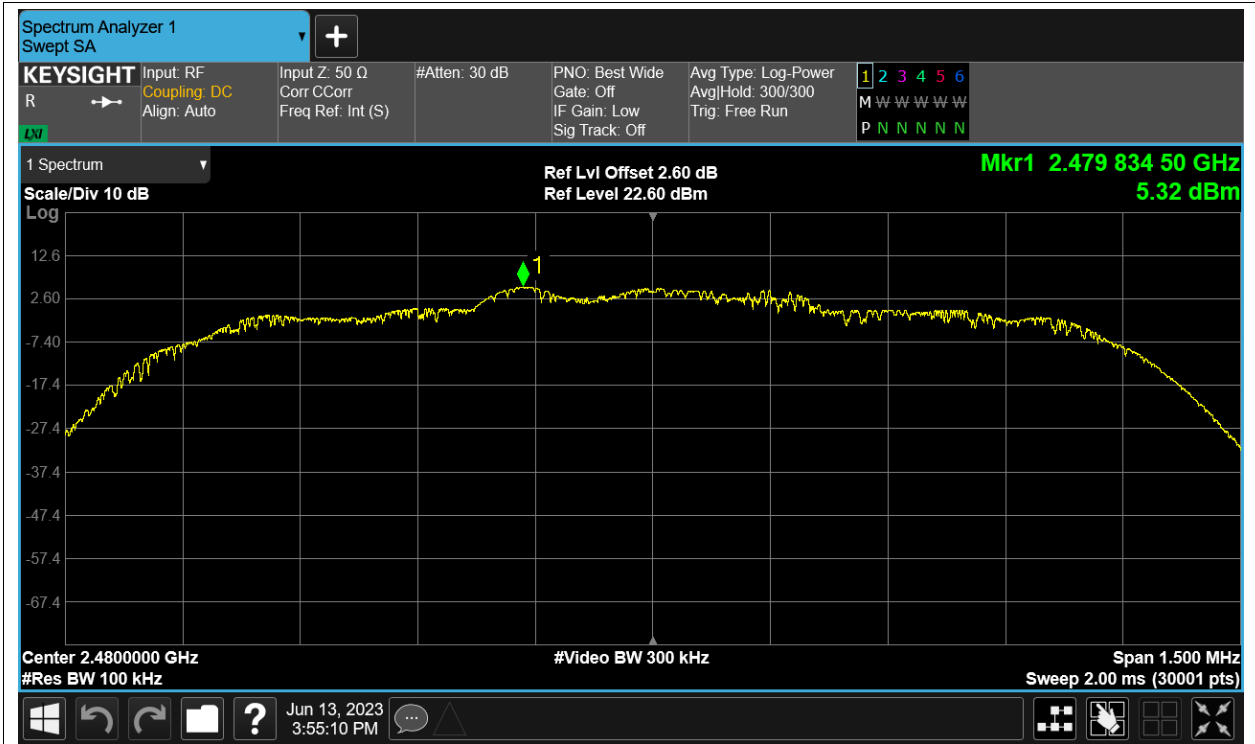 Spectrum Analyzer 1
Swept SA
KEYSIGHT
R
LXI
Input: RF
Coupling: DC
Align: Auto
Input Z: 50 Ω
Corr CCorr
Freq Ref: Int (S)
#Atten: 30 dB
PNO: Best Wide
Gate: Off
IF Gain: Low
Sig Track: Off
Avg Type: Log-Power
Avg|Hold: 300/300
Trig: Free Run
1 2 3 4 5 6
M W W W W W
P N N N N N
1 Spectrum
Scale/Div 10 dB
Log
Ref Lvl Offset 2.60 dB
Ref Level 22.60 dBm
Mkr1 2.479 834 50 GHz
5.32 dBm
12.6
1
2.60
-7.40
-17.4
-27.4
-37.4
-47.4
-57.4
-67.4
Center 2.4800000 GHz
#Video BW 300 kHz
Span 1.500 MHz
#Res BW 100 kHz
Sweep 2.00 ms (30001 pts)
?
Jun 13, 2023
3:55:10 PM